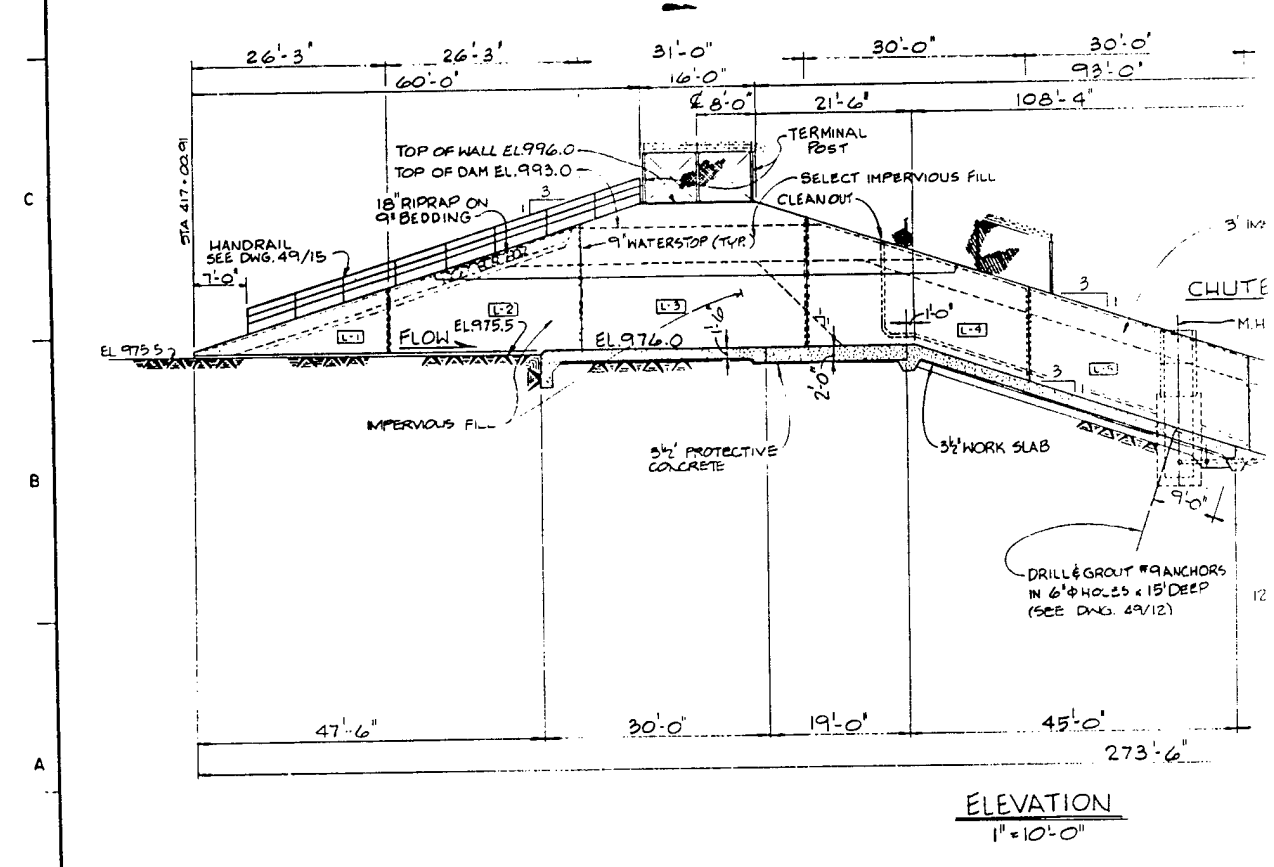 26'-3"
26'-3"
31'-0"
30'-0"
30'-0"
60'-0"
16'-0"
93'-0"
℄ 8'-0"
21'-6"
108'-4"
STA 417+00.91
TOP OF WALL EL.996.0
TOP OF DAM EL.993.0
TERMINAL
POST
C
3
1
18" RIPRAP ON
9" BEDDING
SELECT IMPERVIOUS FILL
CLEANOUT
HANDRAIL
SEE DWG. 49/15
9" WATERSTOP (TYP.)
7'-0"
3
1
CHUTE
M.H
L-1
L-2
L-3
L-4
L-5
FLOW
EL 975.5
EL 975.5
EL 976.0
1'-6"
1'-0"
2'-0"
3
1
IMPERVIOUS FILL
3½" PROTECTIVE
CONCRETE
3½" WORK SLAB
B
9'-0"
DRILL & GROUT #9 ANCHORS
IN 6"Φ HOLES x 15' DEEP
(SEE DWG. 49/12)
12
47'-6"
30'-0"
19'-0"
45'-0"
273'-6"
A
ELEVATION
1"=10'-0"